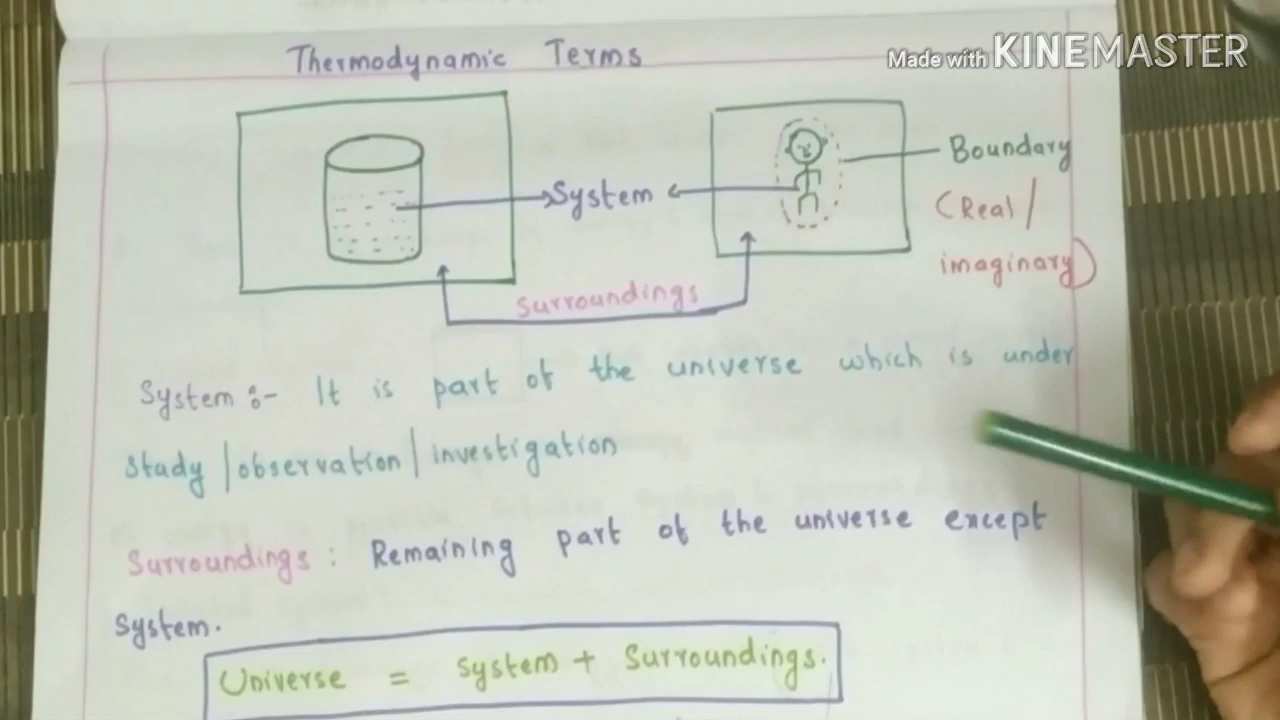 Thermodynamic Terms
Made with KINEMASTER
System
Boundary
(Real/
imaginary)
Surroundings
System :- It is part of the universe which is under
study/observation/investigation
Surroundings: Remaining part of the universe except
system.
Universe = system + Surroundings.